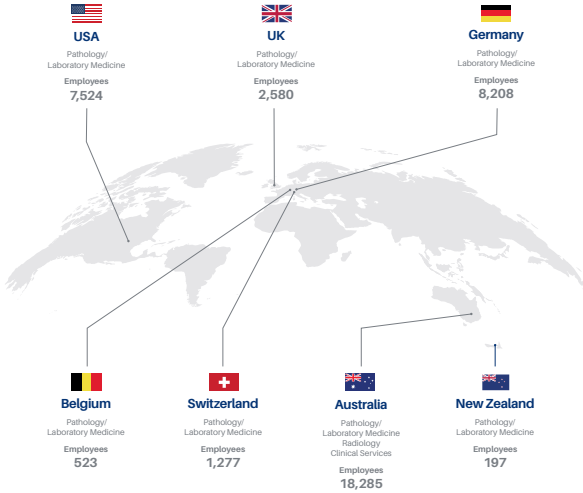 USA
Pathology/
Laboratory Medicine
Employees
7,524
UK
Pathology/
Laboratory Medicine
Employees
2,580
Germany
Pathology/
Laboratory Medicine
Employees
8,208
Belgium
Pathology/
Laboratory Medicine
Employees
523
Switzerland
Pathology/
Laboratory Medicine
Employees
1,277
Australia
Pathology/
Laboratory Medicine
Radiology
Clinical Services
Employees
18,285
New Zealand
Pathology/
Laboratory Medicine
Employees
197